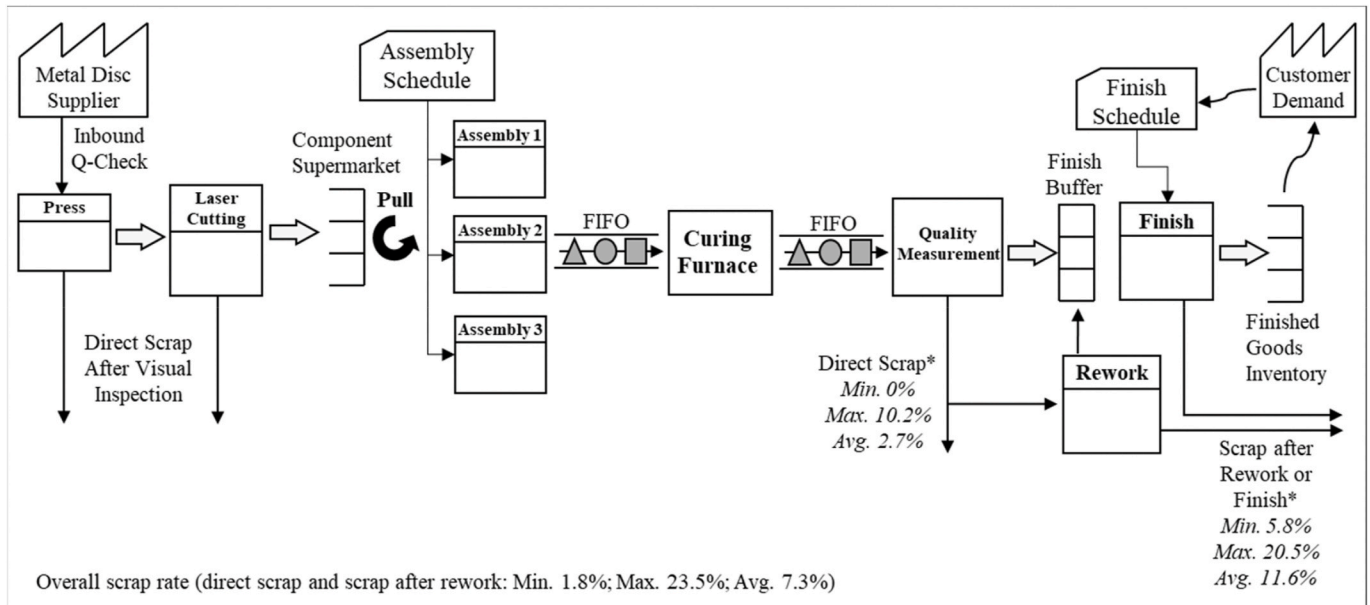 Metal Disc
Supplier
Inbound
Q-Check
Press
Laser
Cutting
Direct Scrap
After Visual
Inspection
Component
Supermarket
Pull
Assembly
Schedule
Assembly 1
Assembly 2
Assembly 3
FIFO
Curing
Furnace
FIFO
Quality
Measurement
Direct Scrap*
Min. 0%
Max. 10.2%
Avg. 2.7%
Finish
Buffer
Rework
Finish
Schedule
Customer
Demand
Finish
Finished
Goods
Inventory
Scrap after
Rework or
Finish*
Min. 5.8%
Max. 20.5%
Avg. 11.6%
Overall scrap rate (direct scrap and scrap after rework: Min. 1.8%; Max. 23.5%; Avg. 7.3%)